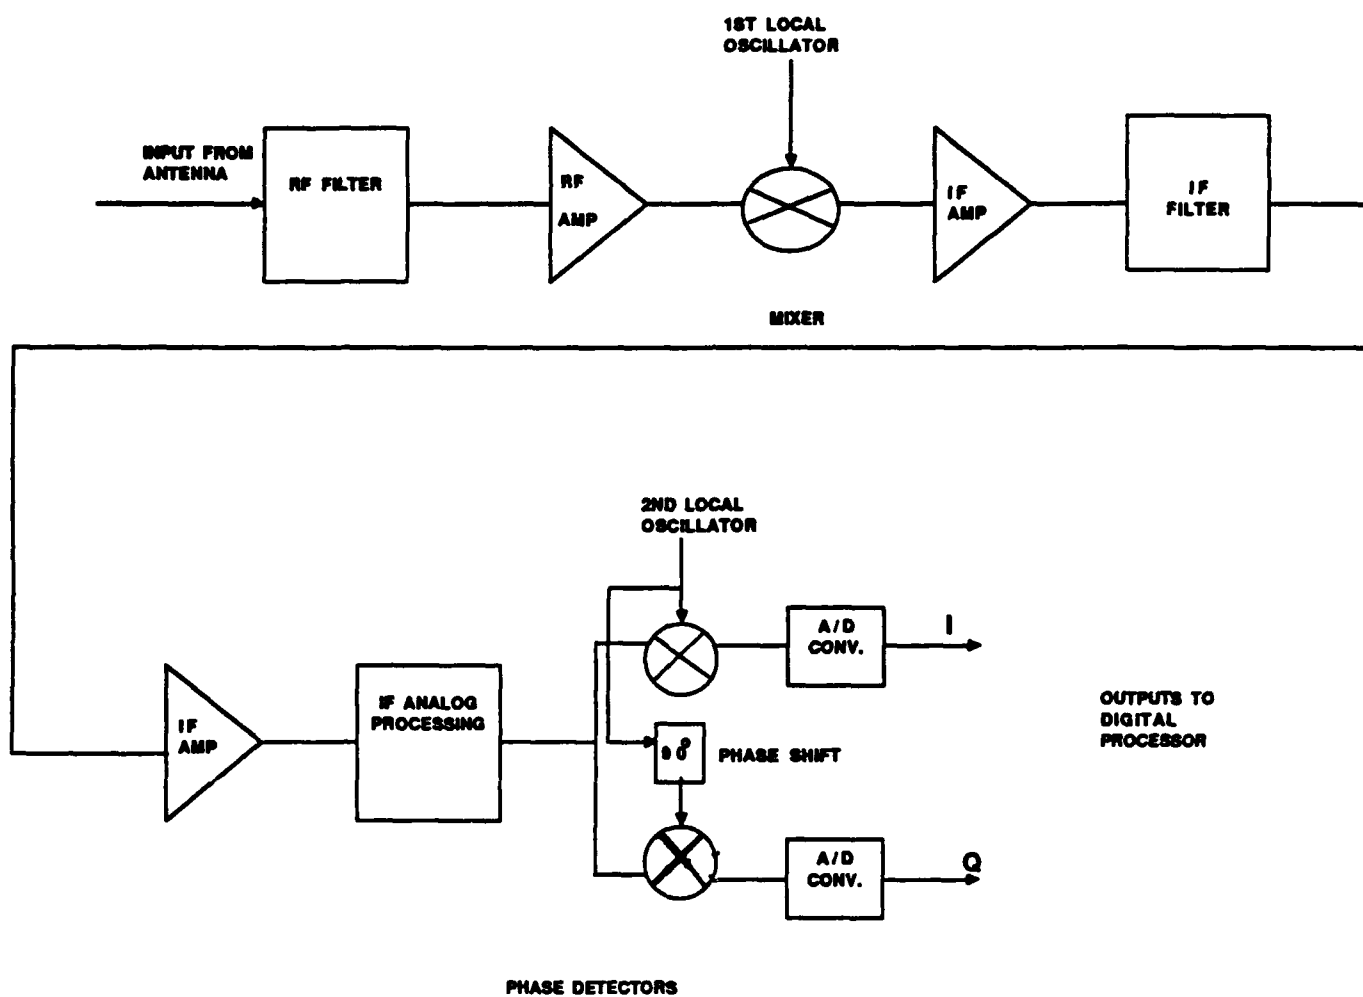 1ST LOCAL
OSCILLATOR
INPUT FROM
ANTENNA
RF FILTER
RF
AMP
IF
AMP
IF
FILTER
MIXER
2ND LOCAL
OSCILLATOR
A/D
CONV.
I
IF
AMP
IF ANALOG
PROCESSING
90°
PHASE SHIFT
OUTPUTS TO
DIGITAL
PROCESSOR
A/D
CONV.
Q
PHASE DETECTORS